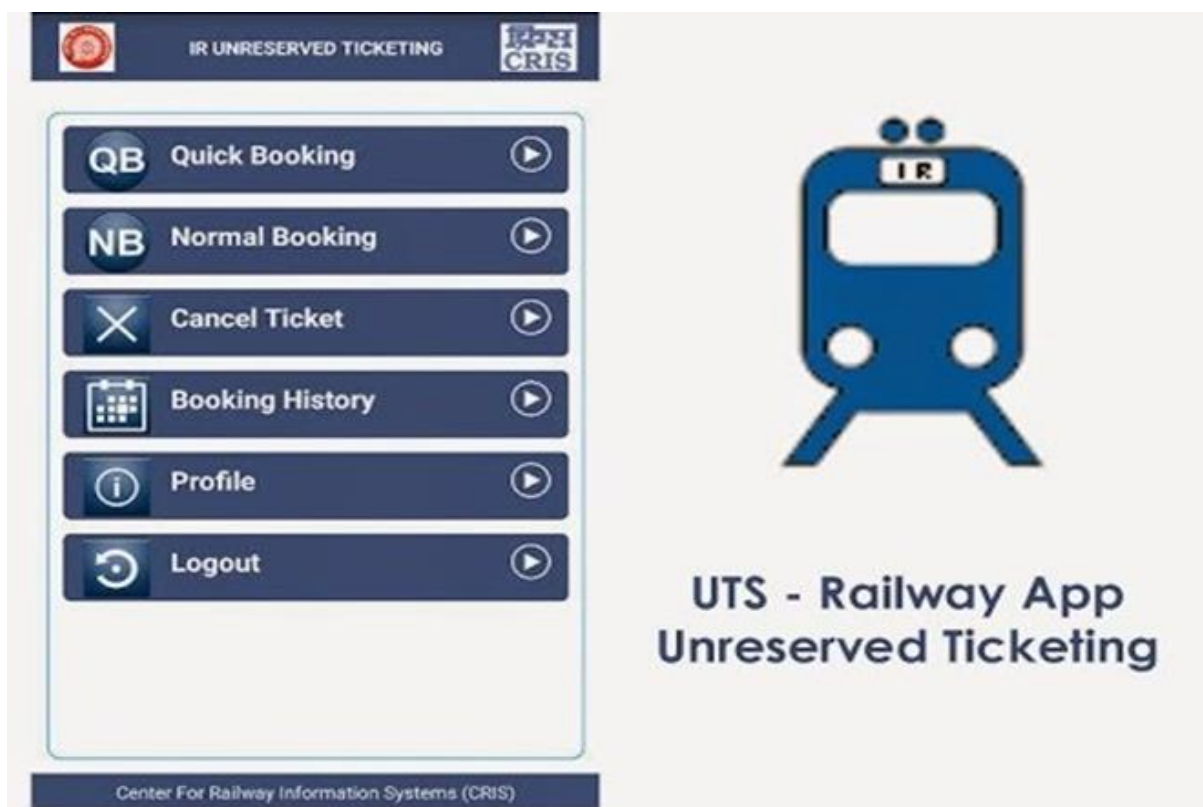 IR UNRESERVED TICKETING
क्रिस
CRIS
QB Quick Booking
NB Normal Booking
Cancel Ticket
Booking History
Profile
Logout
Center For Railway Information Systems (CRIS)
I R
UTS - Railway App
Unreserved Ticketing